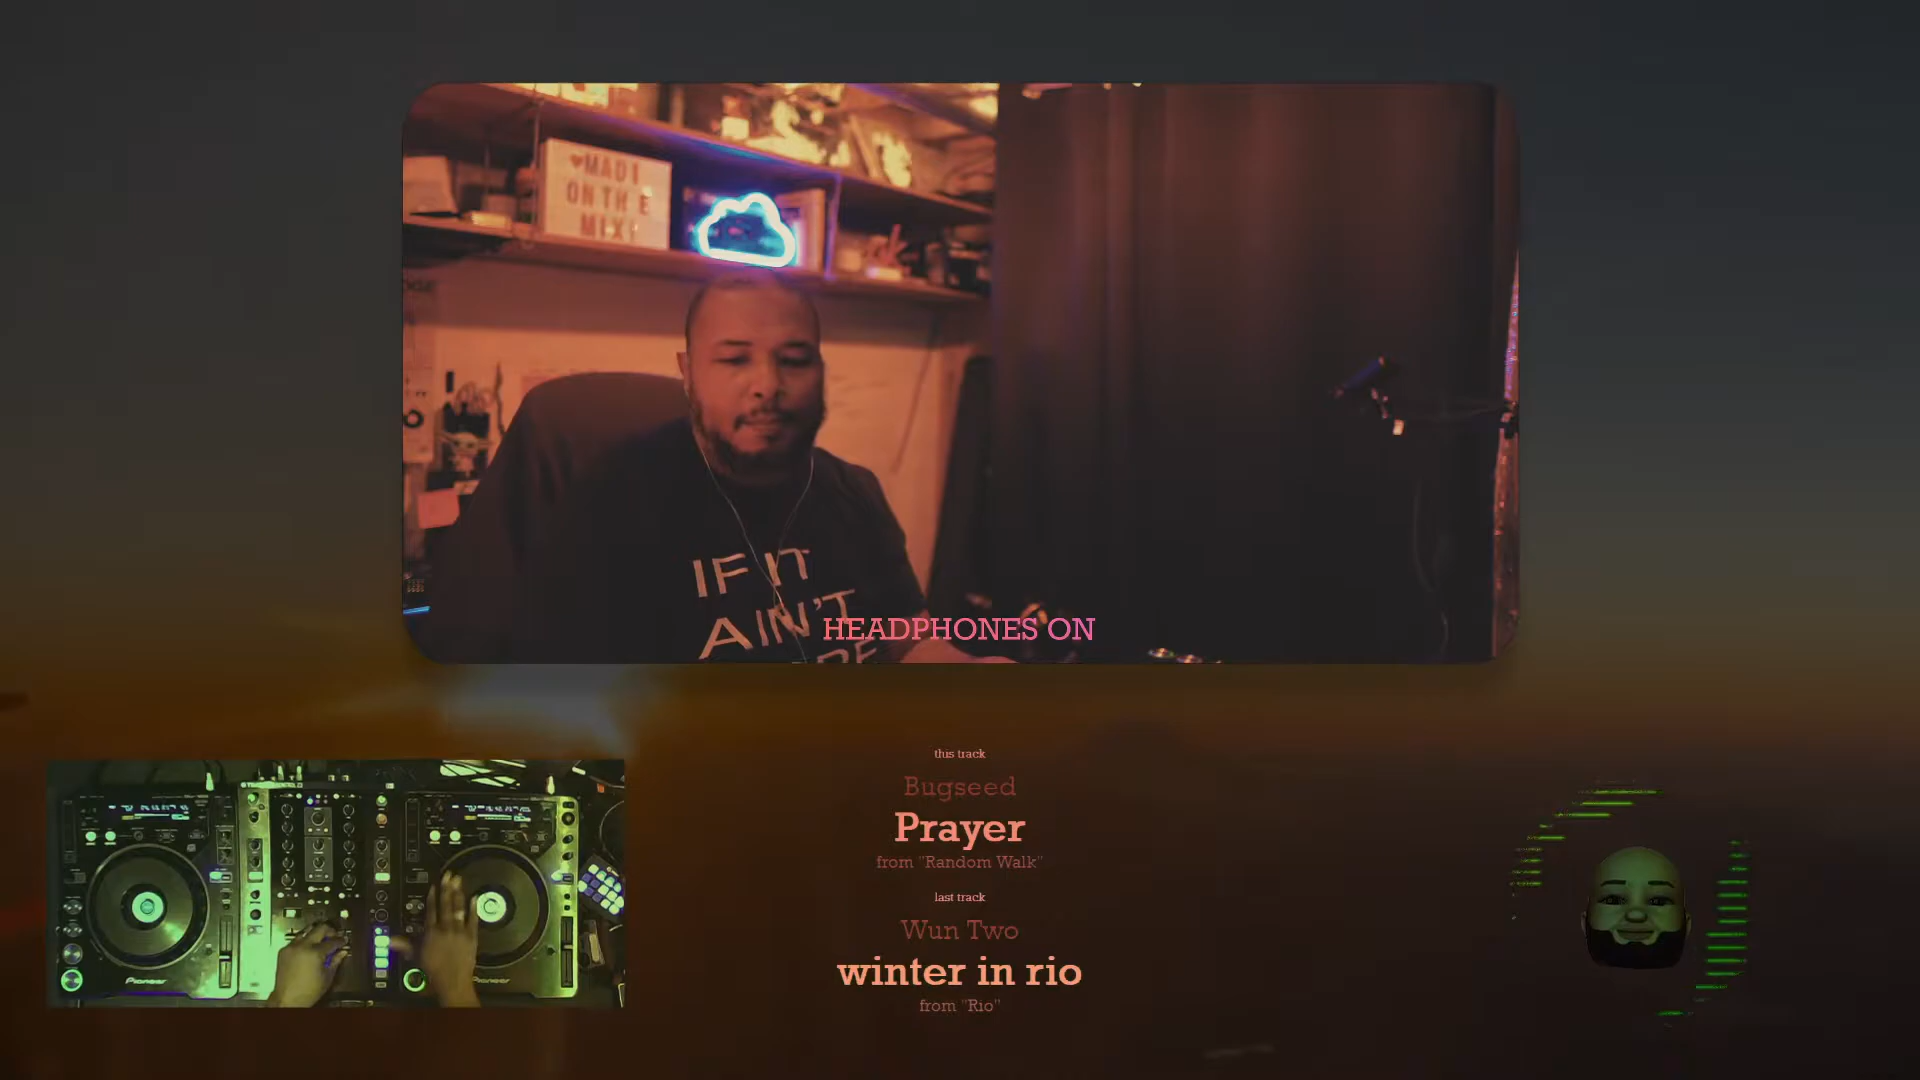 ♥MADI
ON THE
MIX!
IF IT
AIN'T
HEADPHONES ON
this track
Bugseed
Prayer
from "Random Walk"
last track
Wun Two
winter in rio
from "Rio"
Pioneer
Pioneer